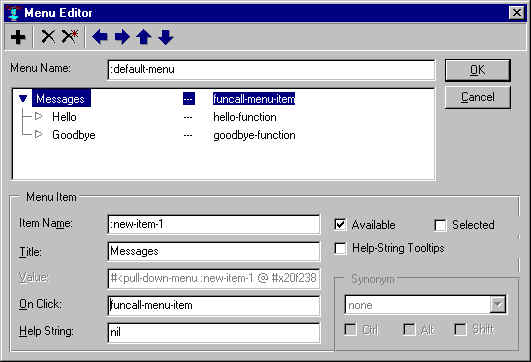 Menu Editor
Menu Name: :default-menu
OK
Messages --- funcall-menu-item
Cancel
Hello --- hello-function
Goodbye --- goodbye-function
Menu Item
Item Name: :new-item-1
Available Selected
Title: Messages
Help-String Tooltips
Value: #<pull-down-menu :new-item-1 @ #x20f238
Synonym
On Click: funcall-menu-item
none
Help String: nil
Ctrl Alt Shift